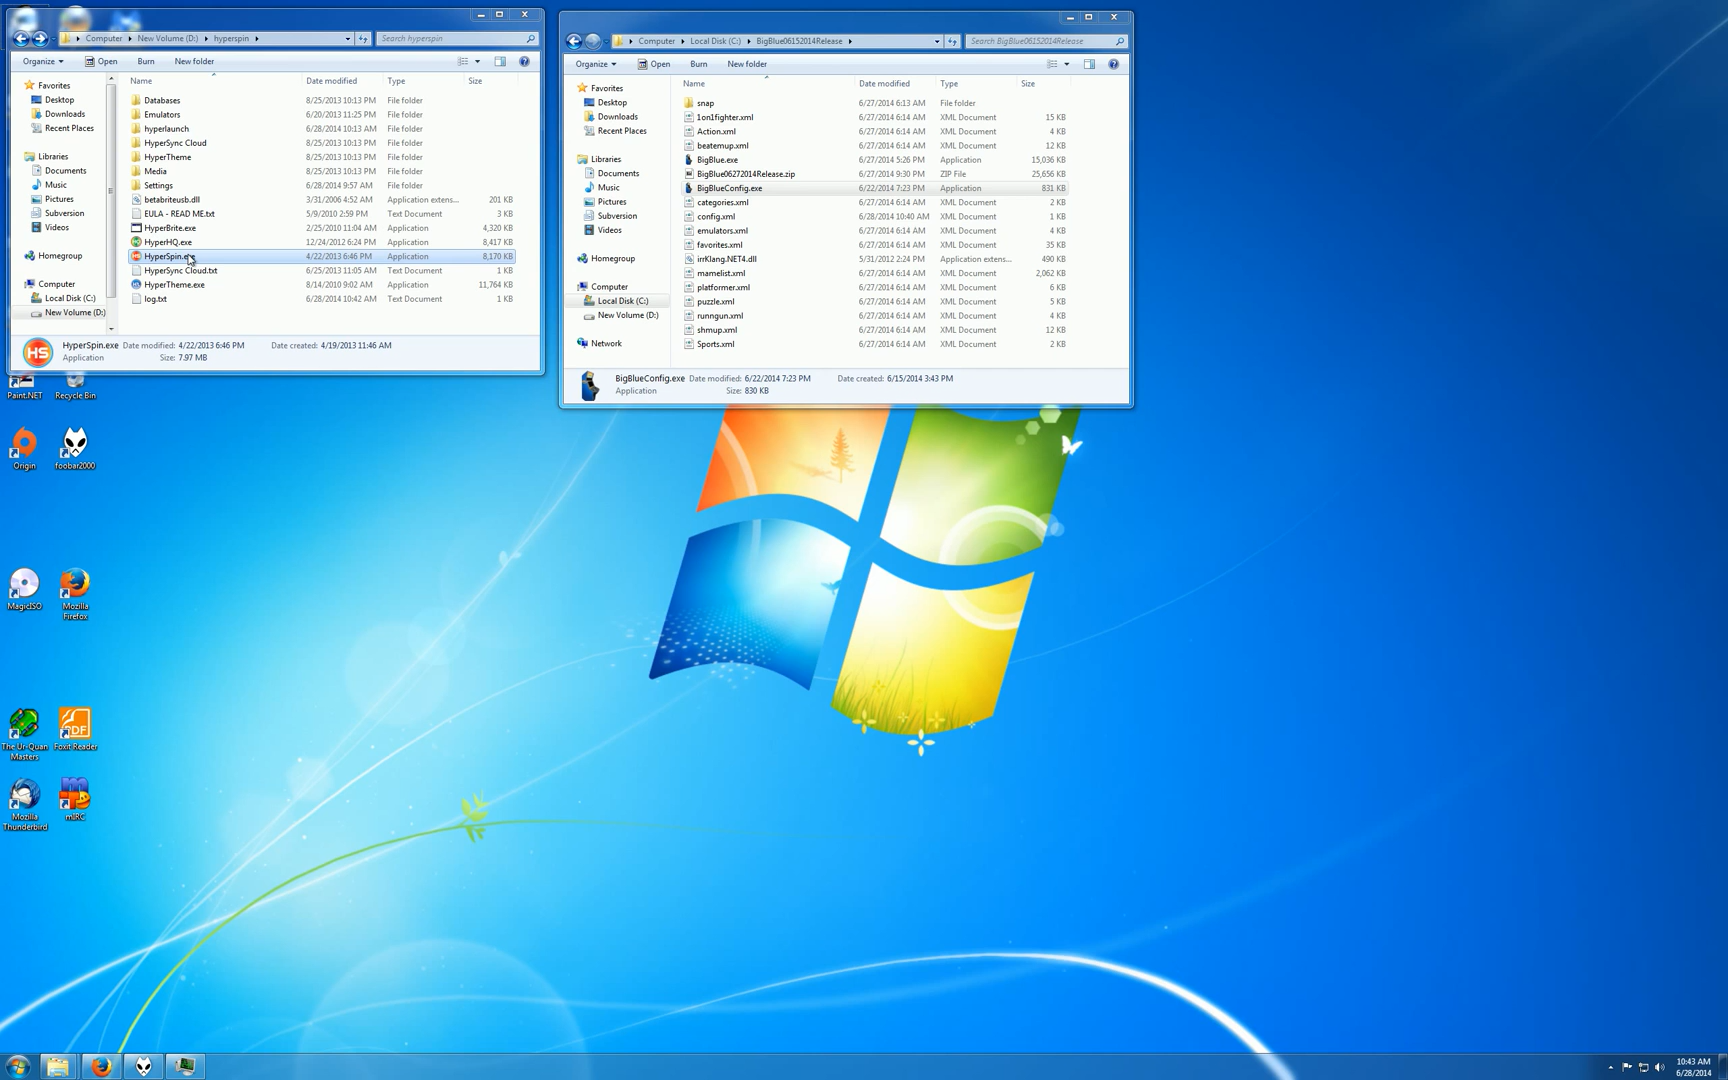 Computer New Volume (D:) hyperspin
Search hyperspin
Organize Open Burn New folder
Name Date modified Type Size
Favorites
Desktop
Downloads
Recent Places
Libraries
Documents
Music
Pictures
Subversion
Videos
Homegroup
Computer
Local Disk (C:)
New Volume (D:)
Databases 8/25/2013 10:13 PM File folder
Emulators 6/20/2013 11:25 PM File folder
hyperlaunch 6/28/2014 10:13 AM File folder
HyperSync Cloud 8/25/2013 10:13 PM File folder
HyperTheme 8/25/2013 10:13 PM File folder
Media 8/25/2013 10:13 PM File folder
Settings 6/28/2014 9:57 AM File folder
betabriteusb.dll 3/31/2006 4:52 AM Application extens... 201 KB
EULA - READ ME.txt 5/9/2010 2:59 PM Text Document 3 KB
HyperBrite.exe 2/25/2010 11:04 AM Application 4,320 KB
HyperHQ.exe 12/24/2012 6:24 PM Application 8,417 KB
HyperSpin.exe 4/22/2013 6:46 PM Application 8,170 KB
HyperSync Cloud.txt 6/25/2013 11:05 AM Text Document 1 KB
HyperTheme.exe 8/14/2010 9:02 AM Application 11,764 KB
log.txt 6/28/2014 10:42 AM Text Document 1 KB
HS
HyperSpin.exe Date modified: 4/22/2013 6:46 PM Date created: 4/19/2013 11:46 AM
Application Size: 7.97 MB
Computer Local Disk (C:) BigBlue06152014Release
Search BigBlue06152014Release
Organize Open Burn New folder
Name Date modified Type Size
Favorites
Desktop
Downloads
Recent Places
Libraries
Documents
Music
Pictures
Subversion
Videos
Homegroup
Computer
Local Disk (C:)
New Volume (D:)
Network
snap 6/27/2014 6:13 AM File folder
1on1fighter.xml 6/27/2014 6:14 AM XML Document 15 KB
Action.xml 6/27/2014 6:14 AM XML Document 4 KB
beatemup.xml 6/27/2014 6:14 AM XML Document 12 KB
BigBlue.exe 6/27/2014 5:26 PM Application 15,036 KB
BigBlue06272014Release.zip 6/27/2014 9:30 PM ZIP File 25,656 KB
BigBlueConfig.exe 6/22/2014 7:23 PM Application 831 KB
categories.xml 6/27/2014 6:14 AM XML Document 2 KB
config.xml 6/28/2014 10:40 AM XML Document 1 KB
emulators.xml 6/27/2014 6:14 AM XML Document 4 KB
favorites.xml 6/27/2014 6:14 AM XML Document 35 KB
irrKlang.NET4.dll 5/31/2012 2:24 PM Application extens... 490 KB
mamelist.xml 6/27/2014 6:14 AM XML Document 2,062 KB
platformer.xml 6/27/2014 6:14 AM XML Document 6 KB
puzzle.xml 6/27/2014 6:14 AM XML Document 5 KB
runngun.xml 6/27/2014 6:14 AM XML Document 4 KB
shmup.xml 6/27/2014 6:14 AM XML Document 12 KB
Sports.xml 6/27/2014 6:14 AM XML Document 2 KB
BigBlueConfig.exe Date modified: 6/22/2014 7:23 PM Date created: 6/15/2014 3:43 PM
Application Size: 830 KB
Paint.NET Recycle Bin
Origin foobar2000
MagicISO Mozilla
Firefox
PDF
The Ur-Quan Foxit Reader
Masters
Mozilla mIRC
Thunderbird
10:43 AM
6/28/2014